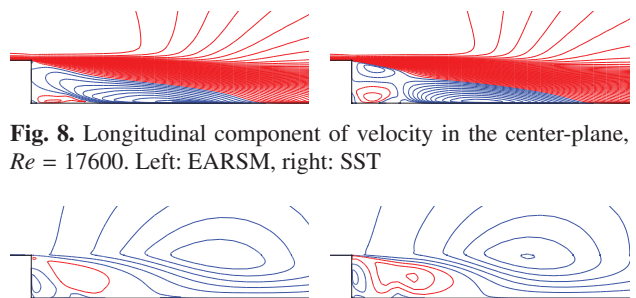 Fig. 8. Longitudinal component of velocity in the center-plane,
Re = 17600. Left: EARSM, right: SST